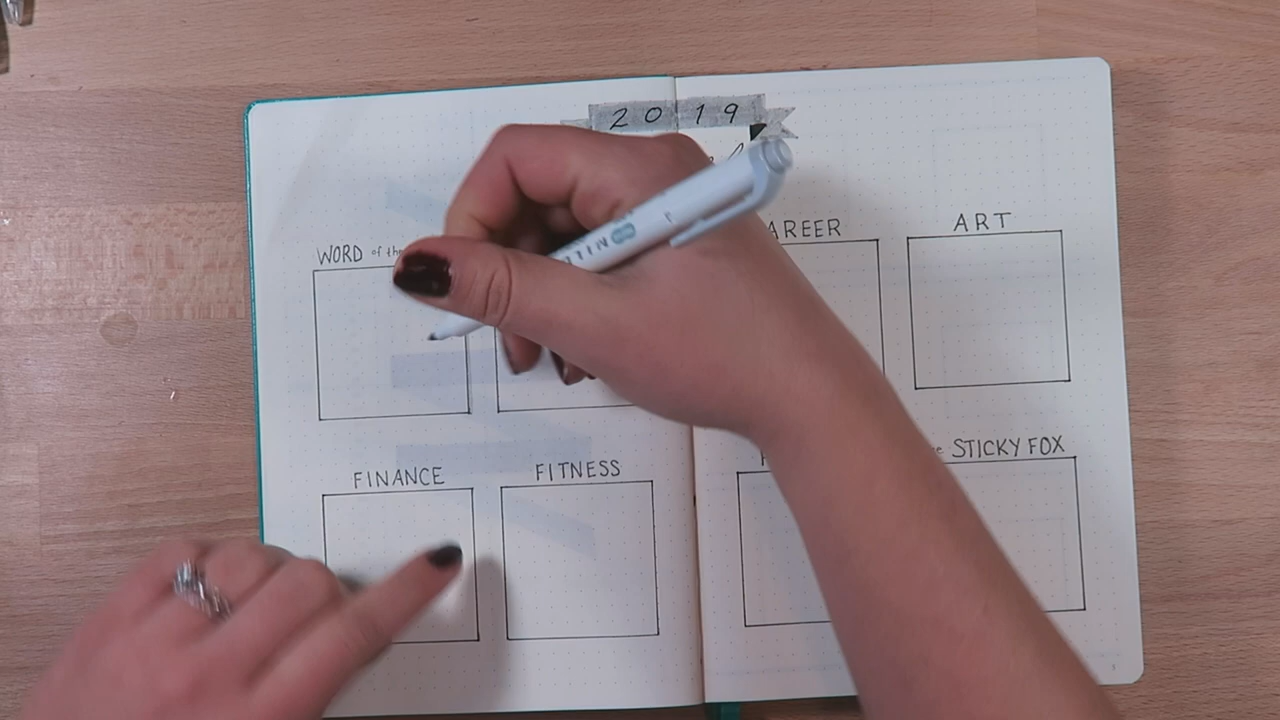 2019
WORD of the
AREER
ART
FINANCE
FITNESS
STICKY FOX
MILD